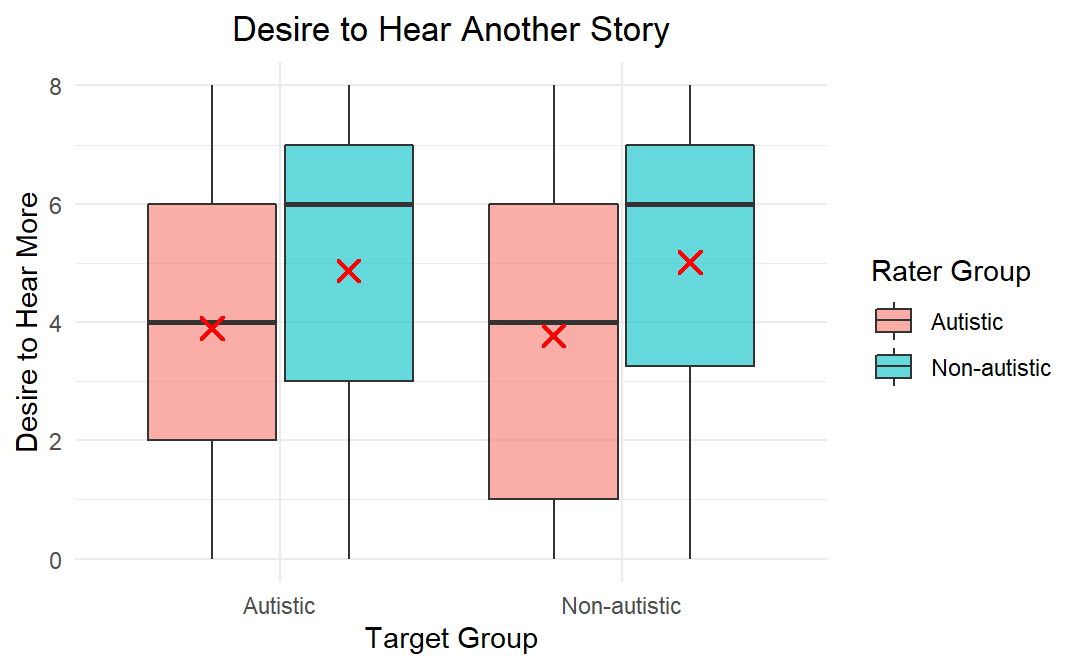 Desire to Hear Another Story
Desire to Hear More
8
6
4
2
0
Autistic
Non-autistic
Target Group
Rater Group
Autistic
Non-autistic